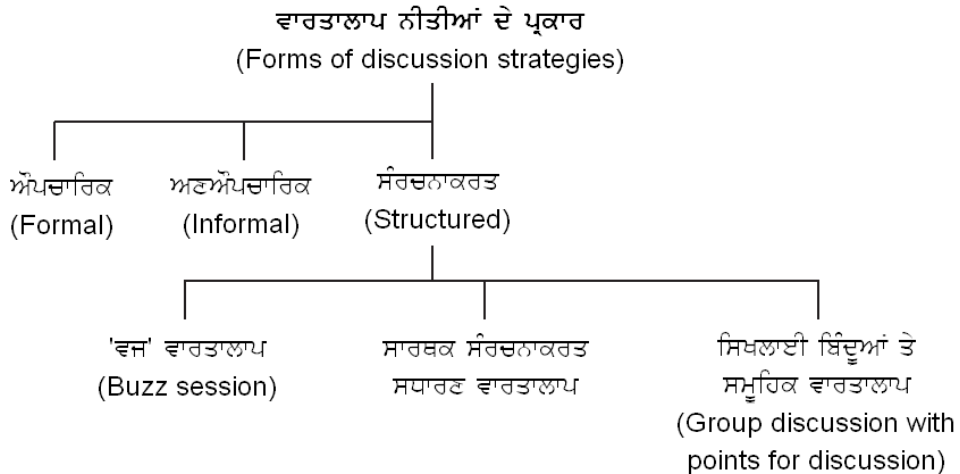 ਵਾਰਤਾਲਾਪ ਨੀਤੀਆਂ ਦੇ ਪ੍ਰਕਾਰ
(Forms of discussion strategies)
ਔਪਚਾਰਿਕ
(Formal)
ਅਣਔਪਚਾਰਿਕ
(Informal)
ਸੰਰਚਨਾਕਰਤ
(Structured)
'ਵਜ' ਵਾਰਤਾਲਾਪ
(Buzz session)
ਸਾਰਥਕ ਸੰਰਚਨਾਕਰਤ
ਸਧਾਰਣ ਵਾਰਤਾਲਾਪ
ਸਿਖਲਾਈ ਬਿੰਦੂਆਂ ਤੇ
ਸਮੂਹਿਕ ਵਾਰਤਾਲਾਪ
(Group discussion with
points for discussion)